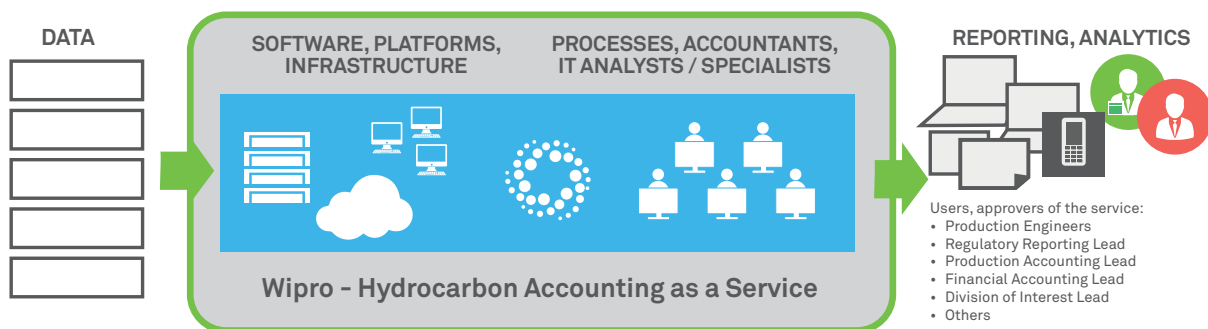 DATA
SOFTWARE, PLATFORMS,
INFRASTRUCTURE
PROCESSES, ACCOUNTANTS,
IT ANALYSTS / SPECIALISTS
Wipro - Hydrocarbon Accounting as a Service
REPORTING, ANALYTICS
Users, approvers of the service:
• Production Engineers
• Regulatory Reporting Lead
• Production Accounting Lead
• Financial Accounting Lead
• Division of Interest Lead
• Others